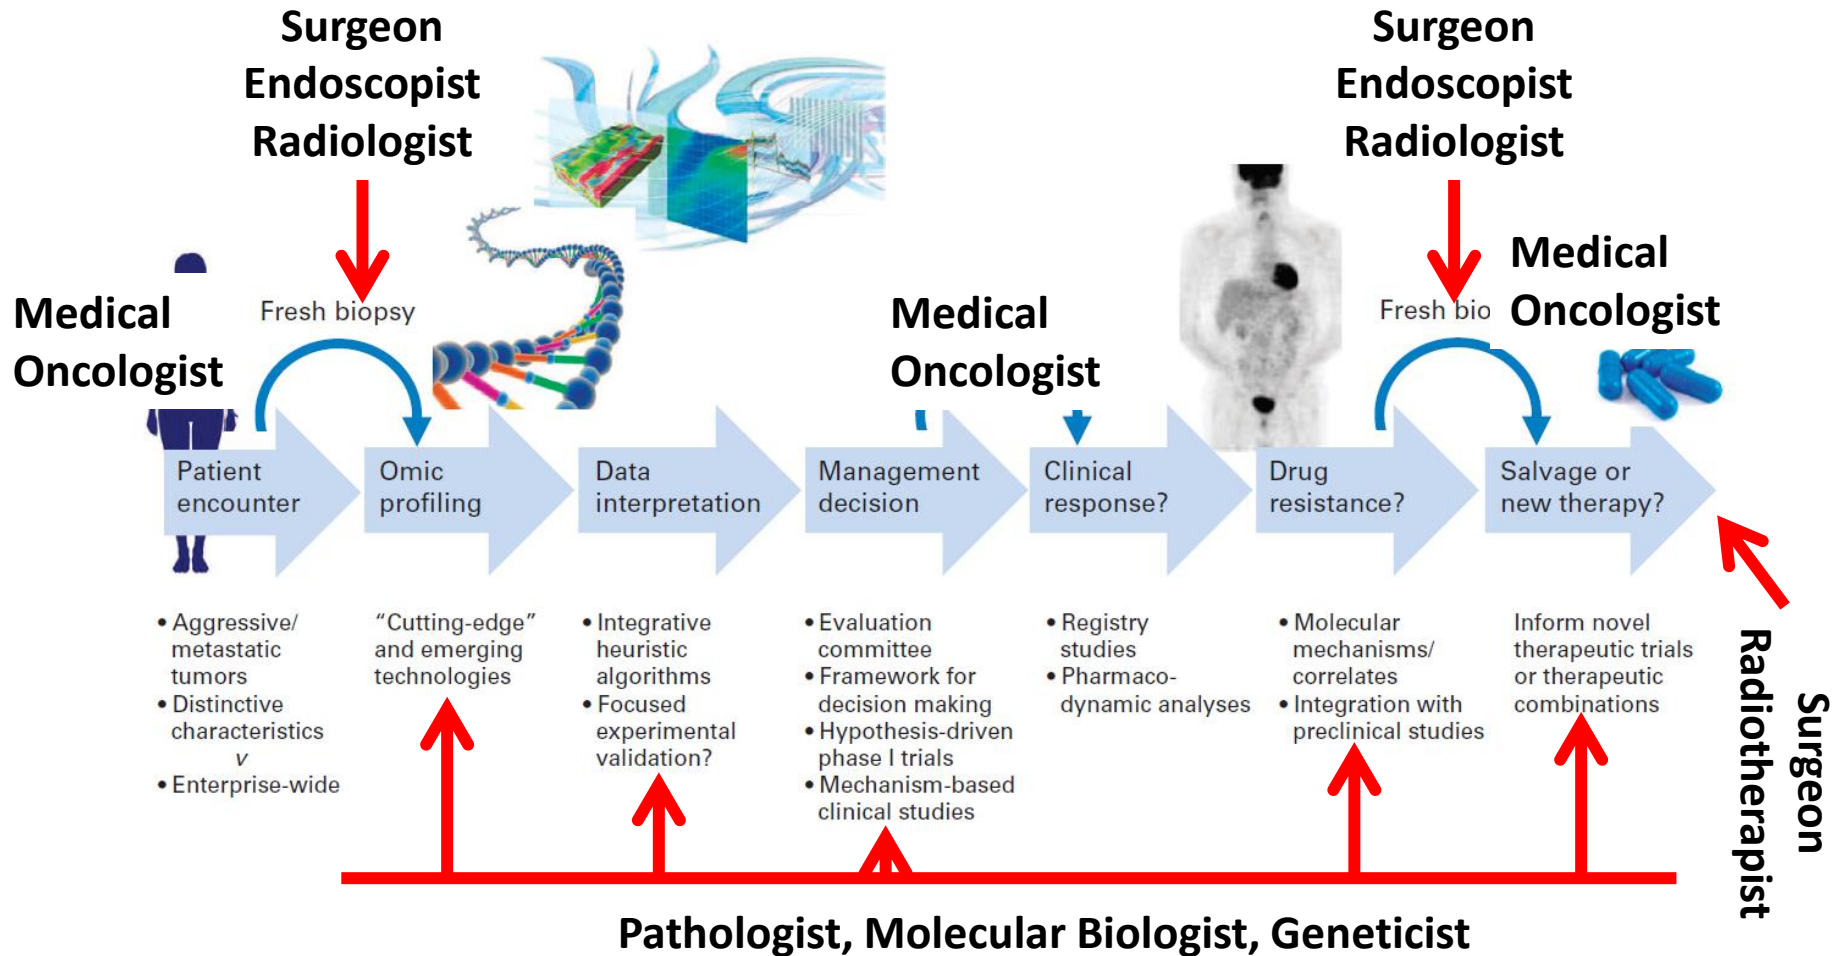 Surgeon
Endoscopist
Radiologist
Surgeon
Endoscopist
Radiologist
Medical
Oncologist
Fresh biopsy
Medical
Oncologist
Fresh bio
Medical
Oncologist
Patient
encounter
Omic
profiling
Data
interpretation
Management
decision
Clinical
response?
Drug
resistance?
Salvage or
new therapy?
• Aggressive/
metastatic
tumors
• Distinctive
characteristics
v
• Enterprise-wide
“Cutting-edge”
and emerging
technologies
• Integrative
heuristic
algorithms
• Focused
experimental
validation?
• Evaluation
committee
• Framework for
decision making
• Hypothesis-driven
phase I trials
• Mechanism-based
clinical studies
• Registry
studies
• Pharmaco-
dynamic analyses
• Molecular
mechanisms/
correlates
• Integration with
preclinical studies
Inform novel
therapeutic trials
or therapeutic
combinations
Surgeon
Radiotherapist
Pathologist, Molecular Biologist, Geneticist